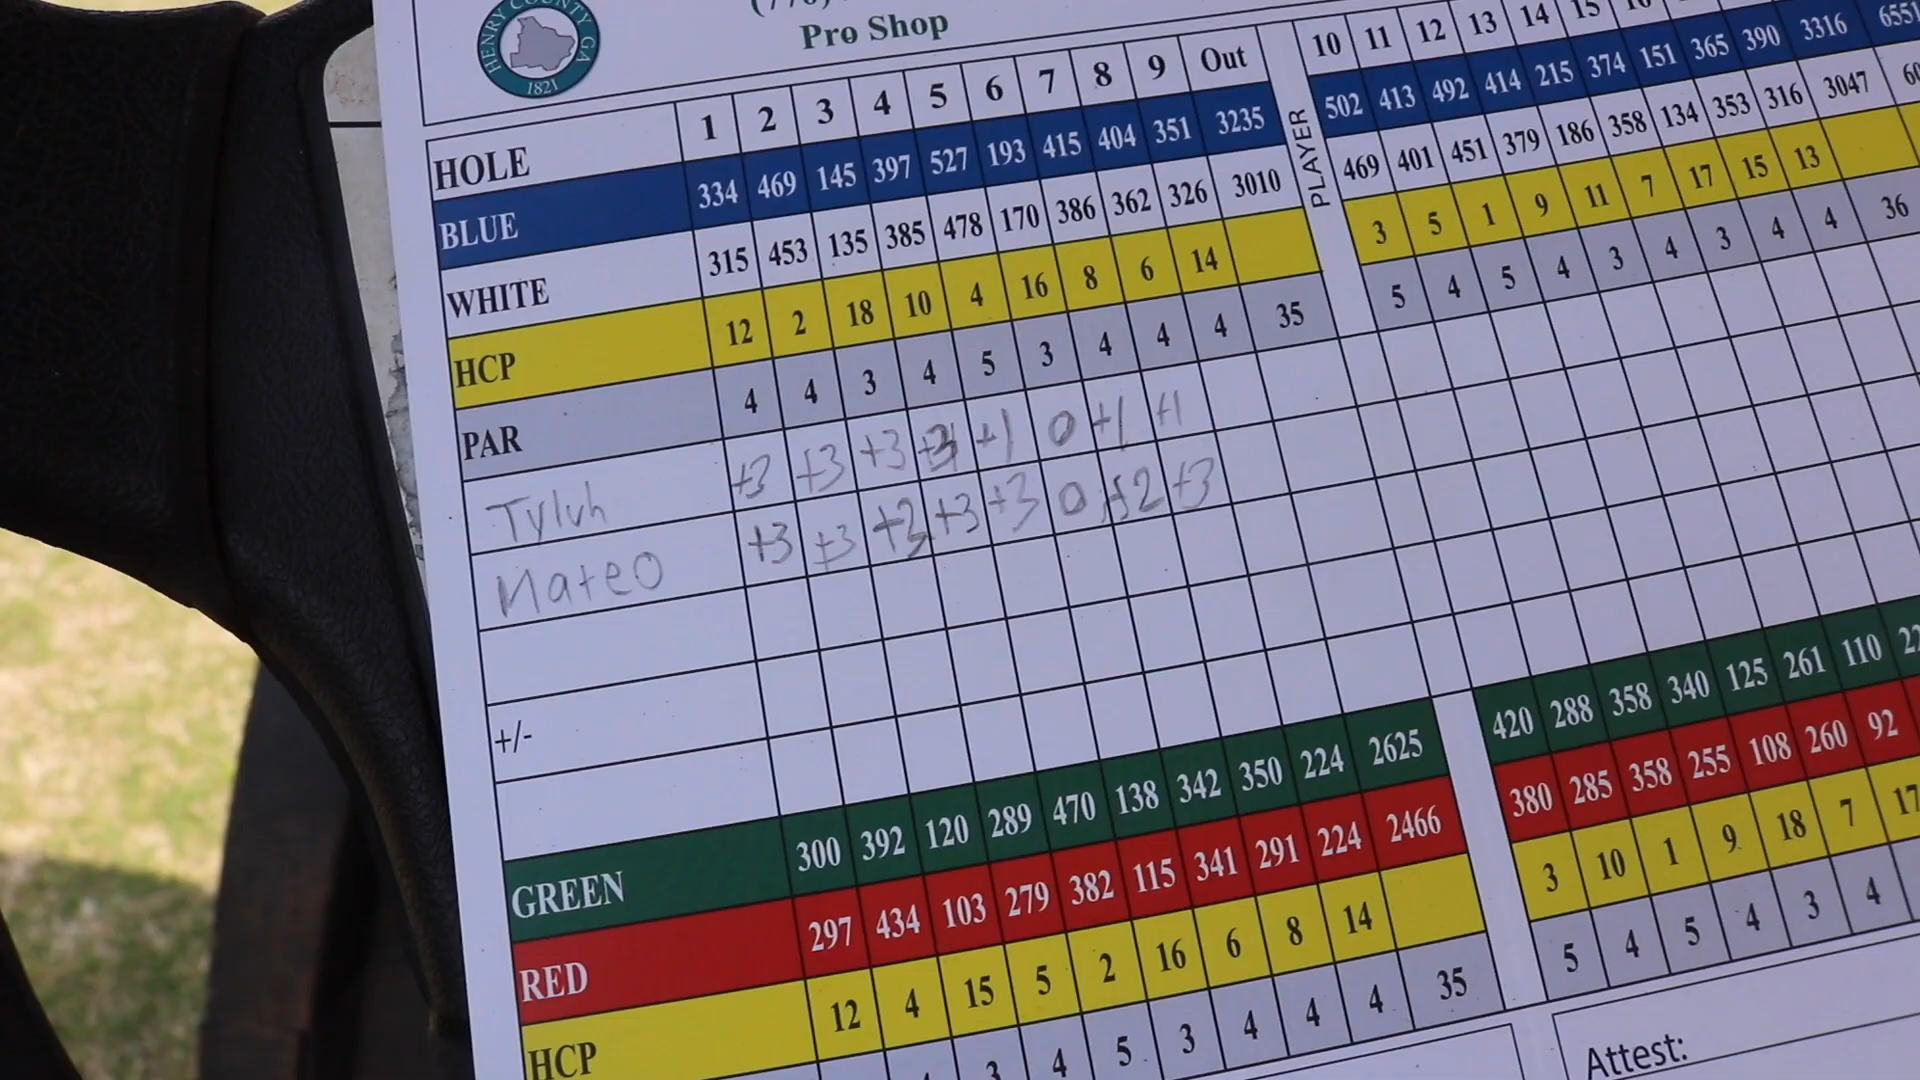 HENRY COUNTY GA 1821
Pro Shop
HOLE 1 2 3 4 5 6 7 8 9 Out PLAYER 10 11 12 13 14 15
BLUE 334 469 145 397 527 193 415 404 351 3235 502 413 492 414 215 374 151 365 390 3316 6551
WHITE 315 453 135 385 478 170 386 362 326 3010 469 401 451 379 186 358 134 353 316 3047
HCP 12 2 18 10 4 16 8 6 14 3 5 1 9 11 7 17 15 13
PAR 4 4 3 4 5 3 4 4 4 35 5 4 5 4 3 4 3 4 4 36
Tyluh +3 +3 +3 +1 0 +1 +1
Mateo +3 +3 +3 +3 0 +2 +3
+/-
GREEN 300 392 120 289 470 138 342 350 224 2625 420 288 358 340 125 261 110
RED 297 434 103 279 382 115 341 291 224 2466 380 285 358 255 108 260 92
HCP 12 4 15 5 2 16 6 8 14 3 10 1 9 18 7 17
3 4 5 3 4 4 4 35 5 4 5 4 3 4
Attest: